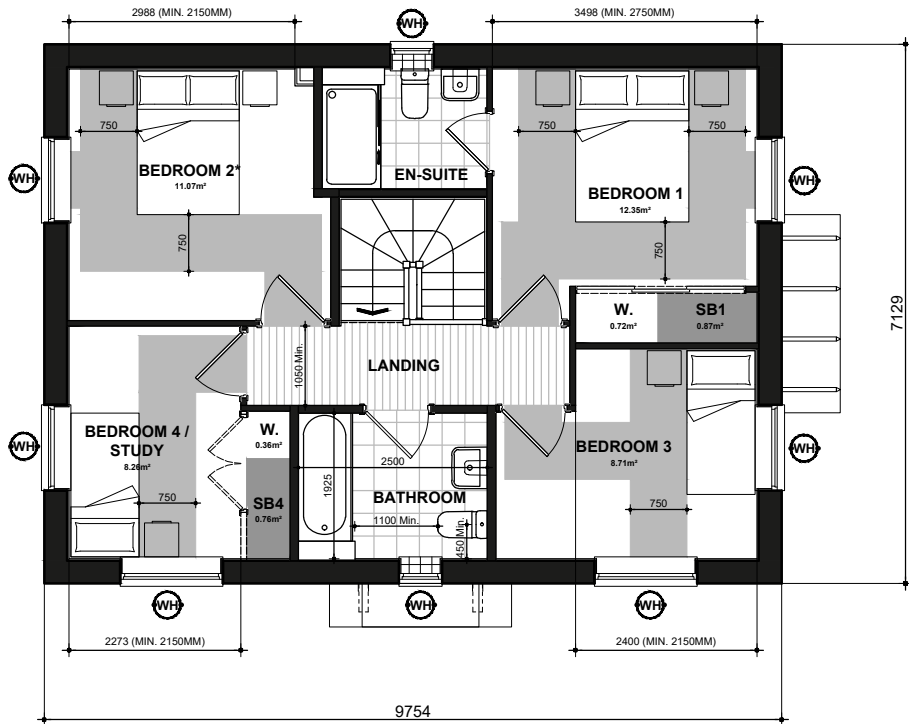 2988 (MIN. 2150MM)
WH
3498 (MIN. 2750MM)
750
750
750
BEDROOM 2*
11.07m²
EN-SUITE
BEDROOM 1
12.35m²
WH
WH
750
750
7129
W.
0.72m²
SB1
0.87m²
LANDING
1050 Min.
BEDROOM 4 /
STUDY
8.26m²
W.
0.36m²
2500
BEDROOM 3
8.71m²
WH
WH
1925
BATHROOM
750
SB4
0.76m²
1100 Min.
450 Min.
750
WH
WH
WH
2273 (MIN. 2150MM)
2400 (MIN. 2150MM)
9754